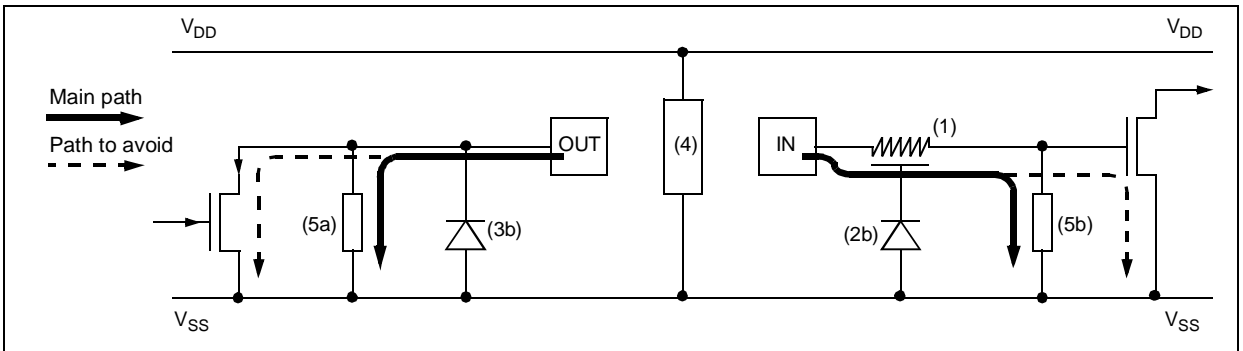 VDD
VDD
Main path
Path to avoid
OUT
(4)
IN
(1)
(5a)
(3b)
(2b)
(5b)
VSS
VSS